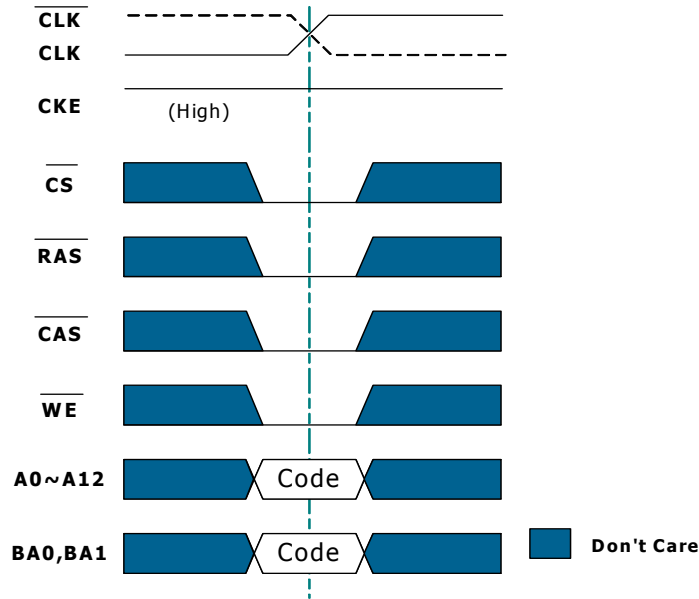 CLK
CLK
CKE
(High)
CS
RAS
CAS
WE
A0~A12
Code
BA0,BA1
Code
Don't Care